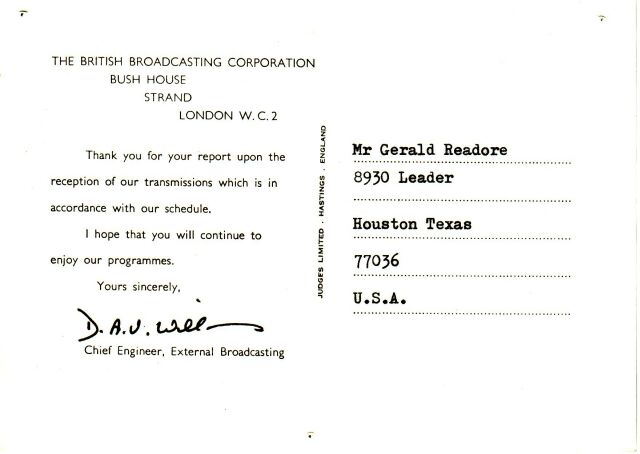 THE BRITISH BROADCASTING CORPORATION
BUSH HOUSE
STRAND
LONDON W.C.2
Thank you for your report upon the
reception of our transmissions which is in
accordance with our schedule.
I hope that you will continue to
enjoy our programmes.
Yours sincerely,
Chief Engineer, External Broadcasting
JUDGES LIMITED . HASTINGS . ENGLAND
Mr Gerald Readore
8930 Leader
Houston Texas
77036
U.S.A.